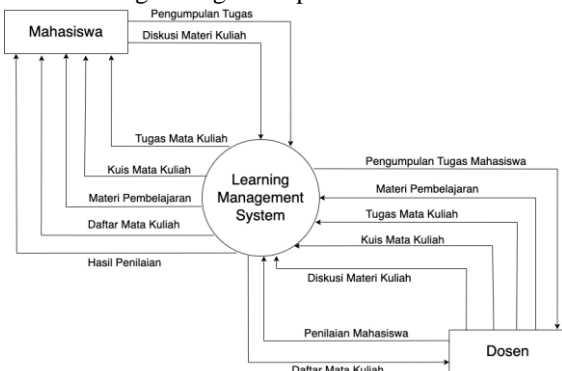 Pengumpulan Tugas
Mahasiswa
Diskusi Materi Kuliah
Tugas Mata Kuliah
Pengumpulan Tugas Mahasiswa
Kuis Mata Kuliah
Learning
Management
System
Materi Pembelajaran
Materi Pembelajaran
Tugas Mata Kuliah
Daftar Mata Kuliah
Kuis Mata Kuliah
Hasil Penilaian
Diskusi Materi Kuliah
Penilaian Mahasiswa
Dosen
Daftar Mata Kuliah